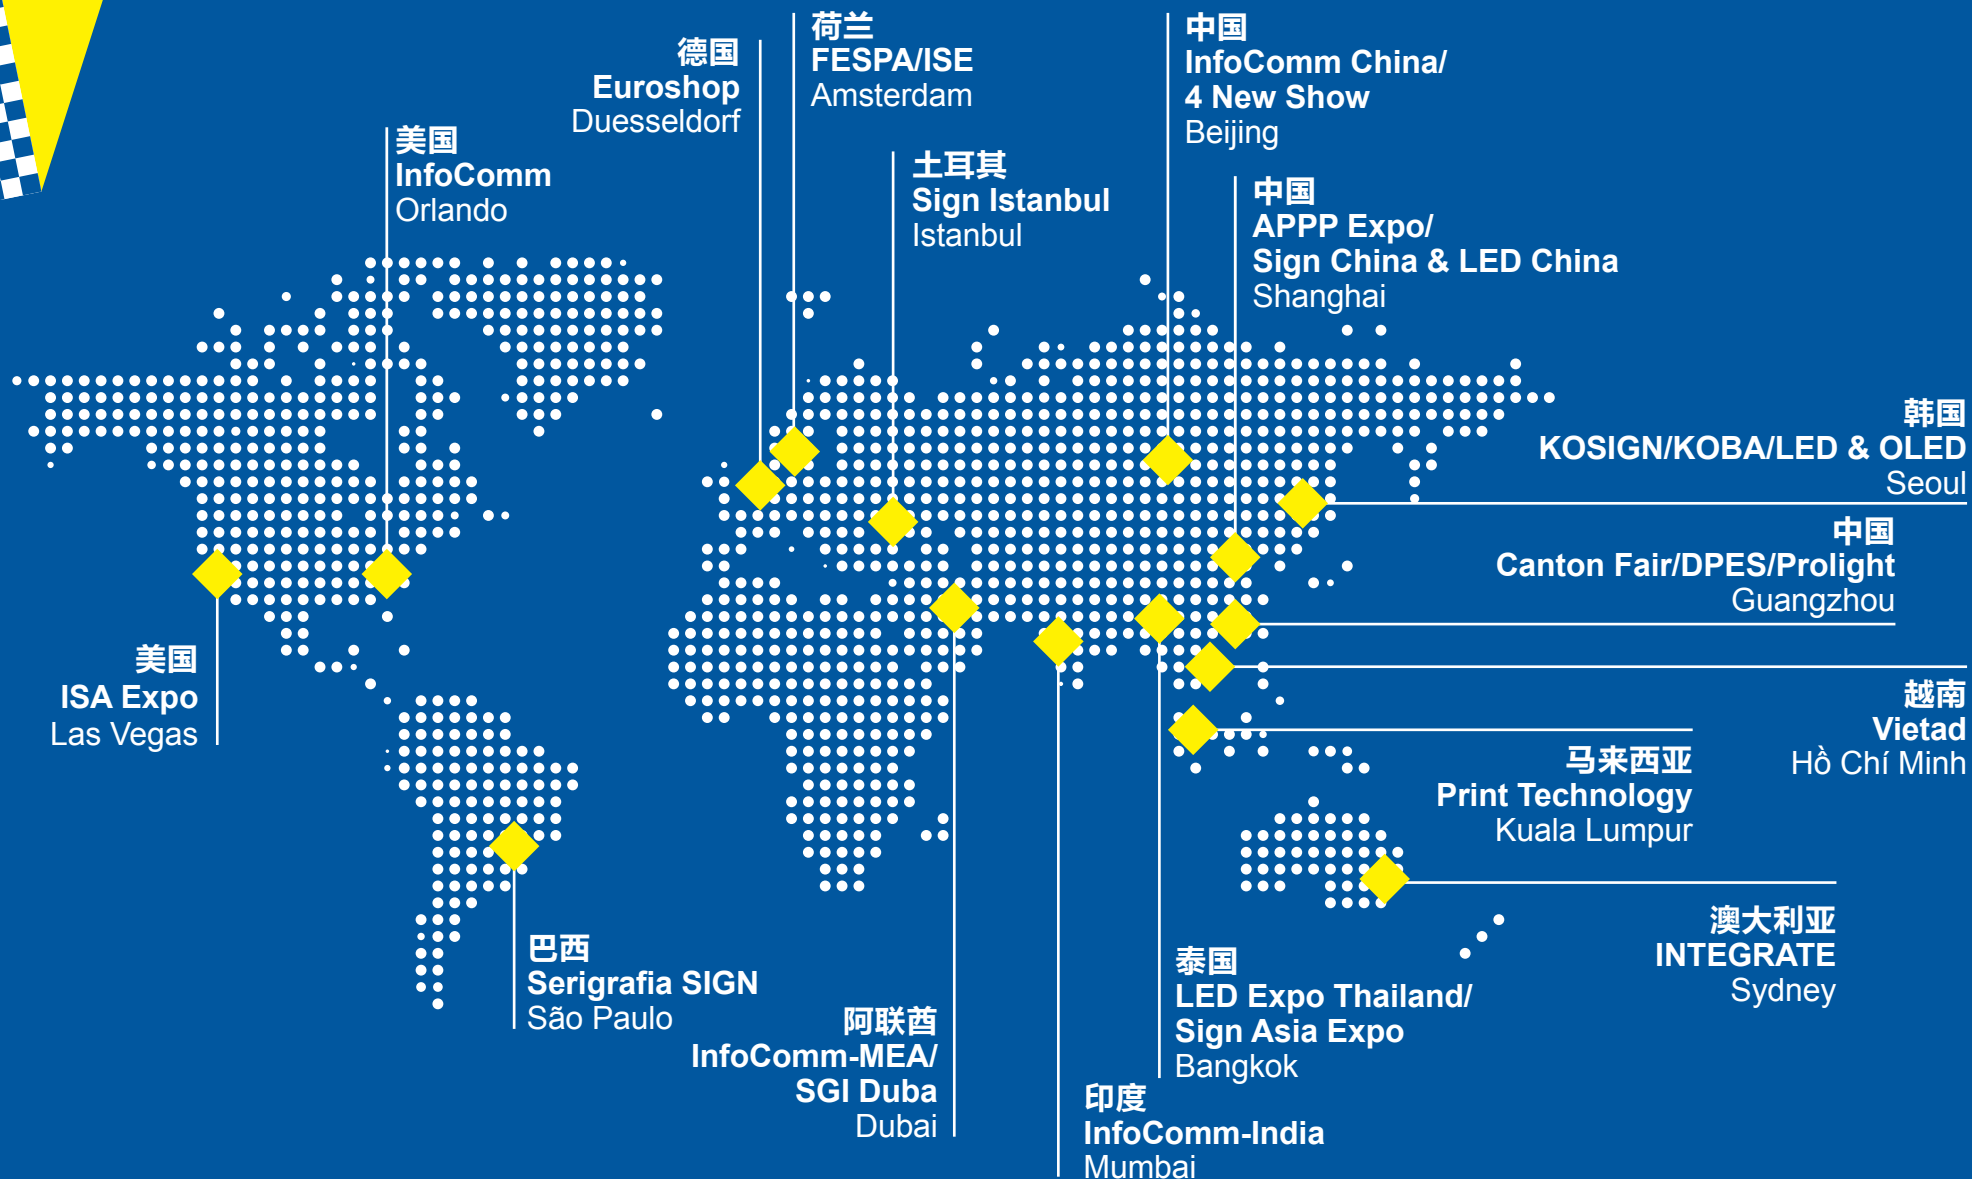 德国
Euroshop
Duesseldorf
荷兰
FESPA/ISE
Amsterdam
中国
InfoComm China/
4 New Show
Beijing
美国
InfoComm
Orlando
土耳其
Sign Istanbul
Istanbul
中国
APPP Expo/
Sign China & LED China
Shanghai
韩国
KOSIGN/KOBA/LED & OLED
Seoul
中国
Canton Fair/DPES/Prolight
Guangzhou
美国
ISA Expo
Las Vegas
越南
Vietad
Hồ Chí Minh
马来西亚
Print Technology
Kuala Lumpur
澳大利亚
INTEGRATE
Sydney
巴西
Serigrafia SIGN
São Paulo
阿联酋
InfoComm-MEA/
SGI Duba
Dubai
泰国
LED Expo Thailand/
Sign Asia Expo
Bangkok
印度
InfoComm-India
Mumbai